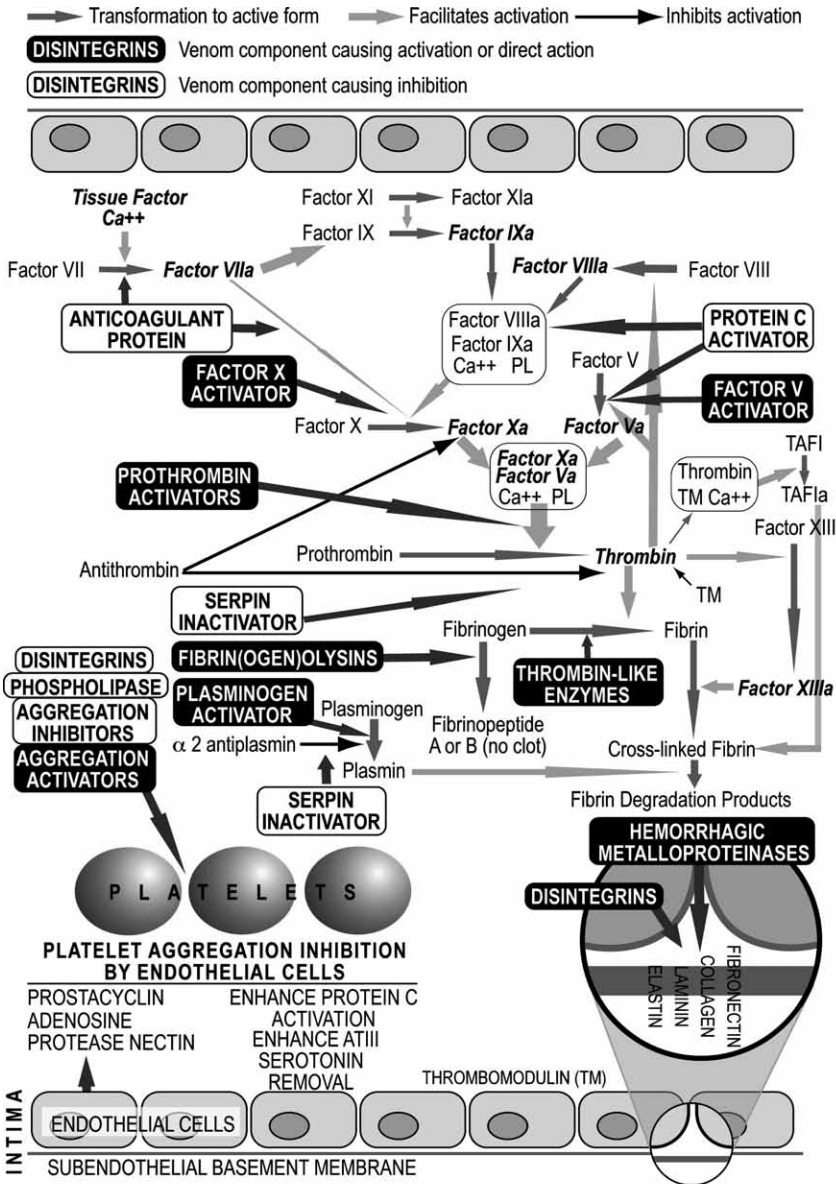 Transformation to active form
Facilitates activation
Inhibits activation
DISINTEGRINS Venom component causing activation or direct action
DISINTEGRINS Venom component causing inhibition
Tissue Factor
Ca++
Factor XI
Factor XIa
Factor IX
Factor IXa
Factor VII
Factor VIIa
Factor VIIIa
Factor VIII
ANTICOAGULANT
PROTEIN
Factor VIIIa
Factor IXa
Ca++ PL
PROTEIN C
ACTIVATOR
FACTOR X
ACTIVATOR
Factor V
FACTOR V
ACTIVATOR
Factor X
Factor Xa
Factor Va
PROTHROMBIN
ACTIVATORS
Factor Xa
Factor Va
Ca++ PL
Thrombin
TM Ca++
TAFI
TAFIa
Factor XIII
Prothrombin
Thrombin
Antithrombin
TM
SERPIN
INACTIVATOR
Fibrinogen
Fibrin
DISINTEGRINS
PHOSPHOLIPASE
AGGREGATION
INHIBITORS
AGGREGATION
ACTIVATORS
FIBRIN(OGEN)OLYSINS
THROMBIN-LIKE
ENZYMES
Factor XIIIa
PLASMINOGEN
ACTIVATOR
Plasminogen
Fibrinopeptide
A or B (no clot)
α 2 antiplasmin
Plasmin
Cross-linked Fibrin
SERPIN
INACTIVATOR
Fibrin Degradation Products
HEMORRHAGIC
METALLOPROTEINASES
DISINTEGRINS
FIBRONECTIN
COLLAGEN
LAMININ
ELASTIN
PLATELETS
PLATELET AGGREGATION INHIBITION
BY ENDOTHELIAL CELLS
PROSTACYCLIN
ADENOSINE
PROTEASE NECTIN
ENHANCE PROTEIN C
ACTIVATION
ENHANCE ATIII
SEROTONIN
REMOVAL
THROMBOMODULIN (TM)
INTIMA
ENDOTHELIAL CELLS
SUBENDOTHELIAL BASEMENT MEMBRANE